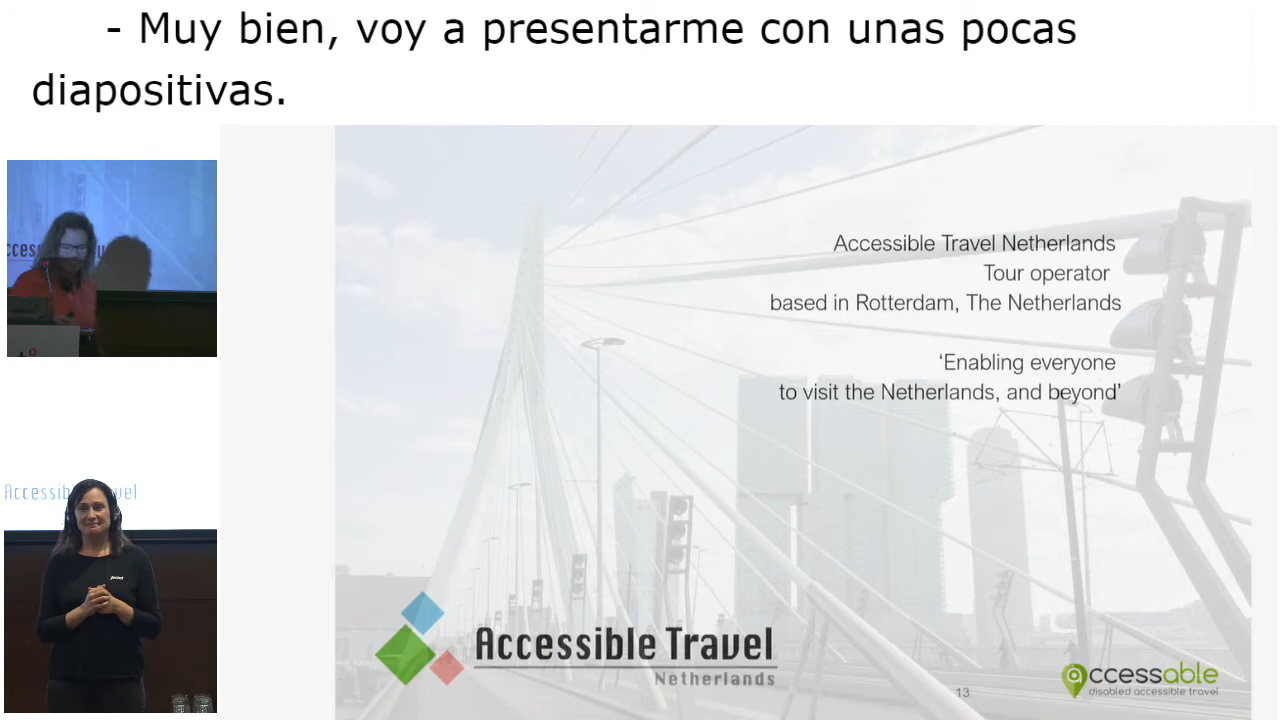 - Muy bien, voy a presentarme con unas pocas
diapositivas.
Accessible Travel Netherlands
Tour operator
based in Rotterdam, The Netherlands
‘Enabling everyone
to visit the Netherlands, and beyond’
Accessible Travel
Netherlands
13
accessable
disabled accessible travel